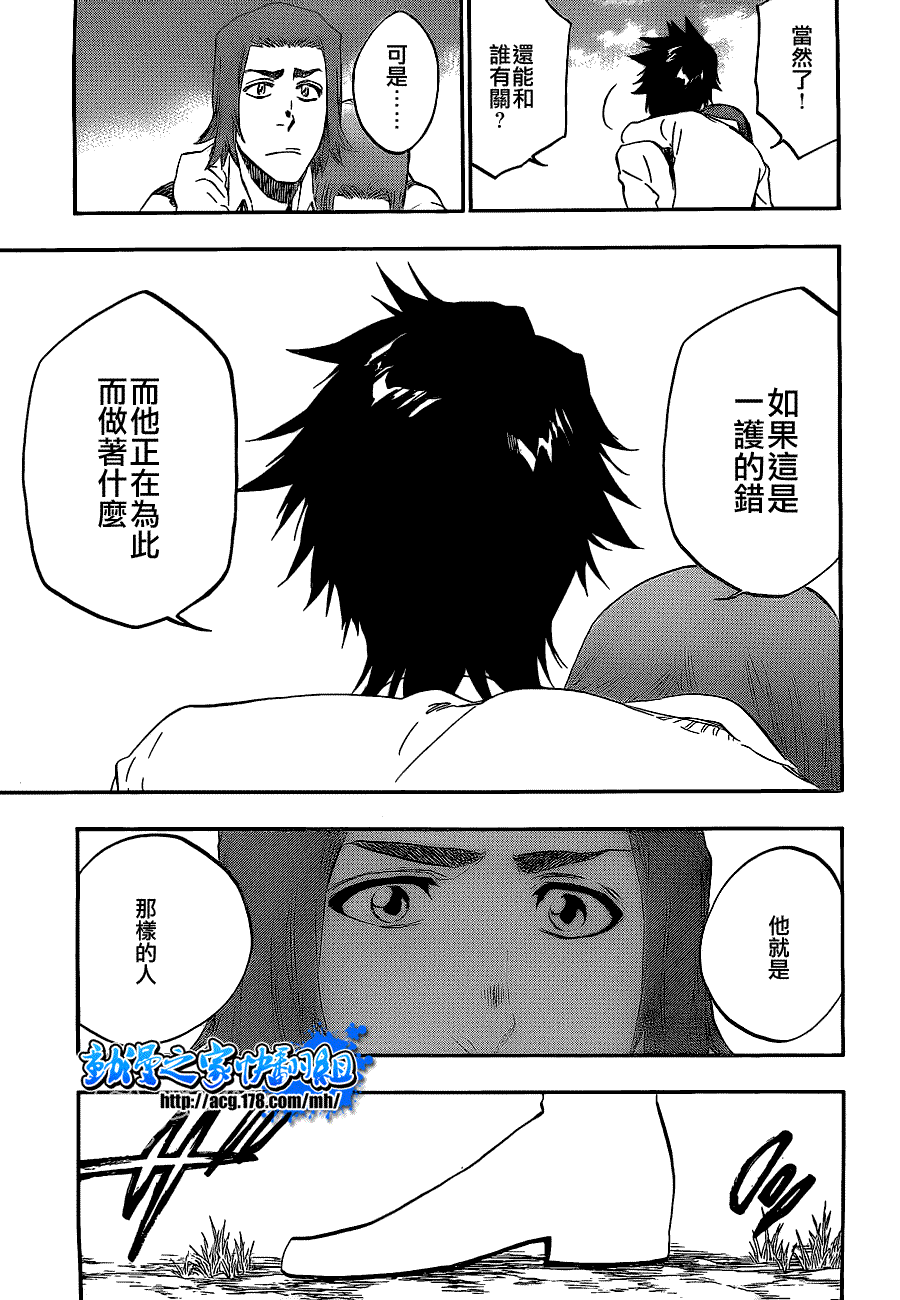 當然了!
還能和
誰有關?
可是……
如果這是
一護的錯
而他正在為此
而做著什麼
他就是
那樣的人
動漫之家快翻組
http://acg.178.com/mh/